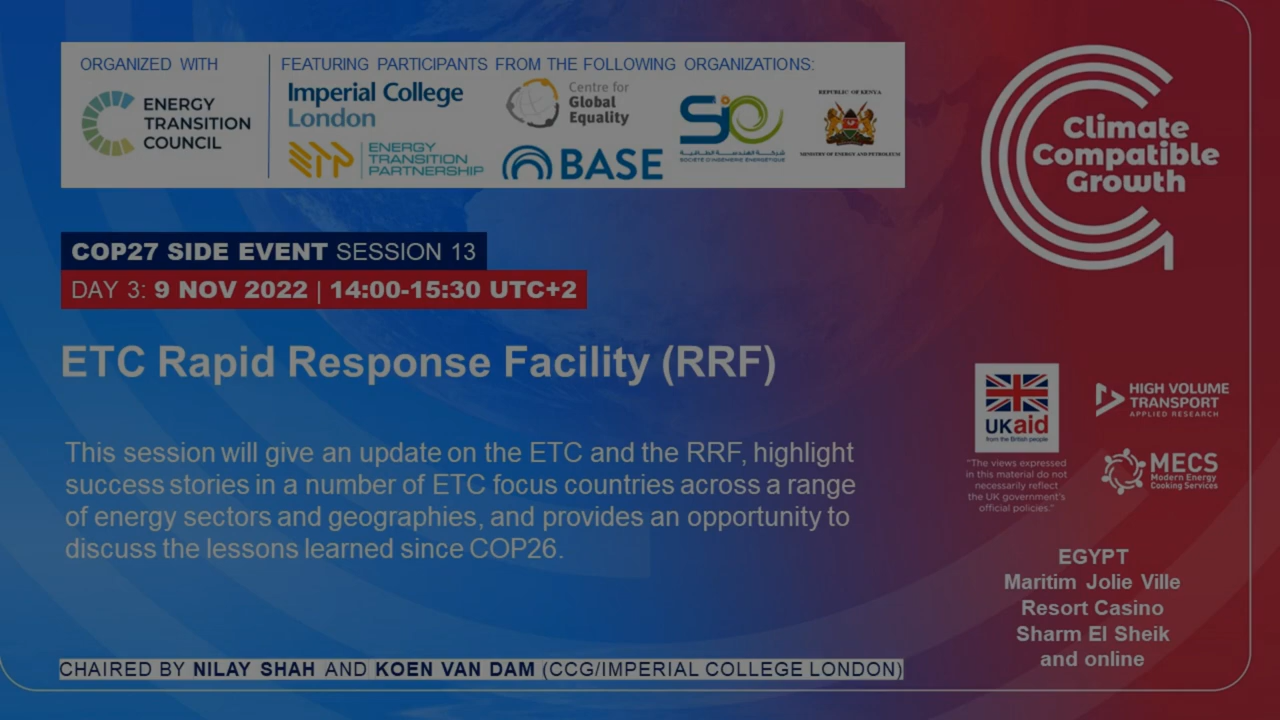 ORGANIZED WITH
FEATURING PARTICIPANTS FROM THE FOLLOWING ORGANIZATIONS:
ENERGY
TRANSITION
COUNCIL
Imperial College
London
ENERGY
TRANSITION
PARTNERSHIP
Centre for
Global
Equality
BASE
SIE
SOCIÉTÉ D'INGÉNIERIE ÉNERGÉTIQUE
REPUBLIC OF KENYA
MINISTRY OF ENERGY AND PETROLEUM
Climate
Compatible
Growth
COP27 SIDE EVENT SESSION 13
DAY 3: 9 NOV 2022 | 14:00-15:30 UTC+2
ETC Rapid Response Facility (RRF)
This session will give an update on the ETC and the RRF, highlight
success stories in a number of ETC focus countries across a range
of energy sectors and geographies, and provides an opportunity to
discuss the lessons learned since COP26.
CHAIRED BY NILAY SHAH AND KOEN VAN DAM (CCG/IMPERIAL COLLEGE LONDON)
UKaid
from the British people
"The views expressed
in this material do not
necessarily reflect
the UK government's
official policies."
HIGH VOLUME
TRANSPORT
APPLIED RESEARCH
MECS
Modern Energy
Cooking Services
EGYPT
Maritim Jolie Ville
Resort Casino
Sharm El Sheik
and online